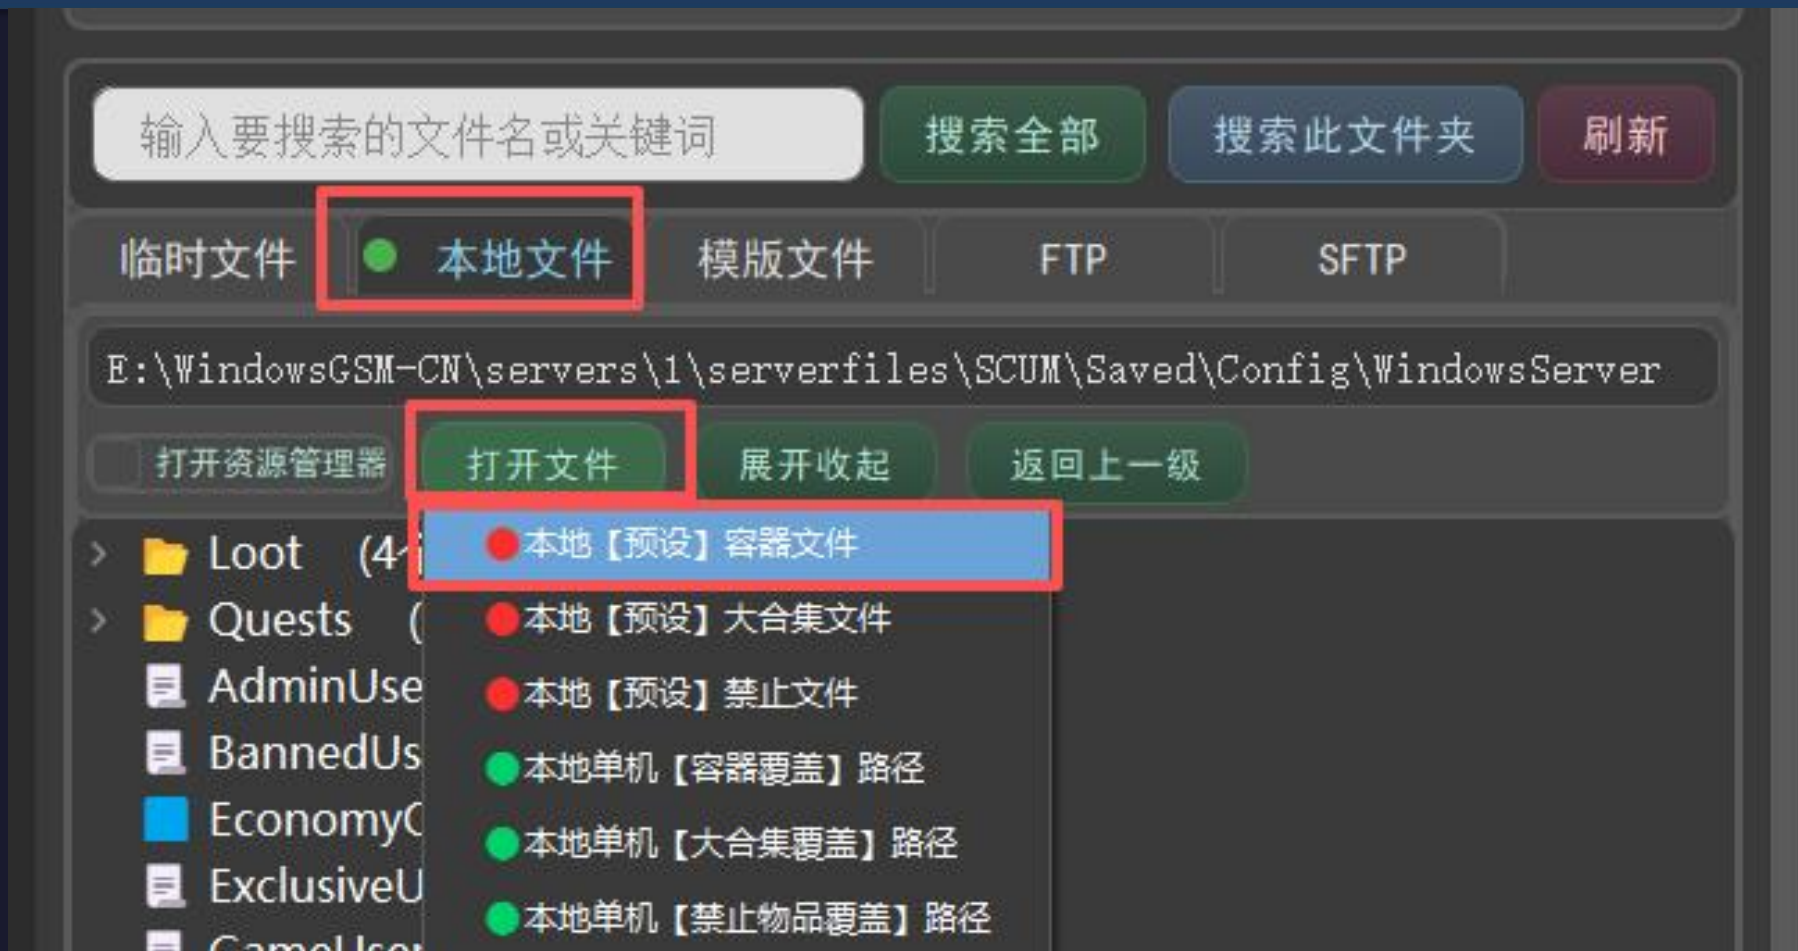 输入要搜索的文件名或关键词 搜索全部 搜索此文件夹 刷新
临时文件 本地文件 模版文件 FTP SFTP
E:\WindowsGSM-CN\servers\1\serverfiles\SCUM\Saved\Config\WindowsServer
打开资源管理器 打开文件 展开收起 返回上一级
Loot (4个
本地【预设】容器文件
Quests (
本地【预设】大合集文件
AdminUse
本地【预设】禁止文件
BannedUs
本地单机【容器覆盖】路径
Economy
本地单机【大合集覆盖】路径
ExclusiveU
本地单机【禁止物品覆盖】路径